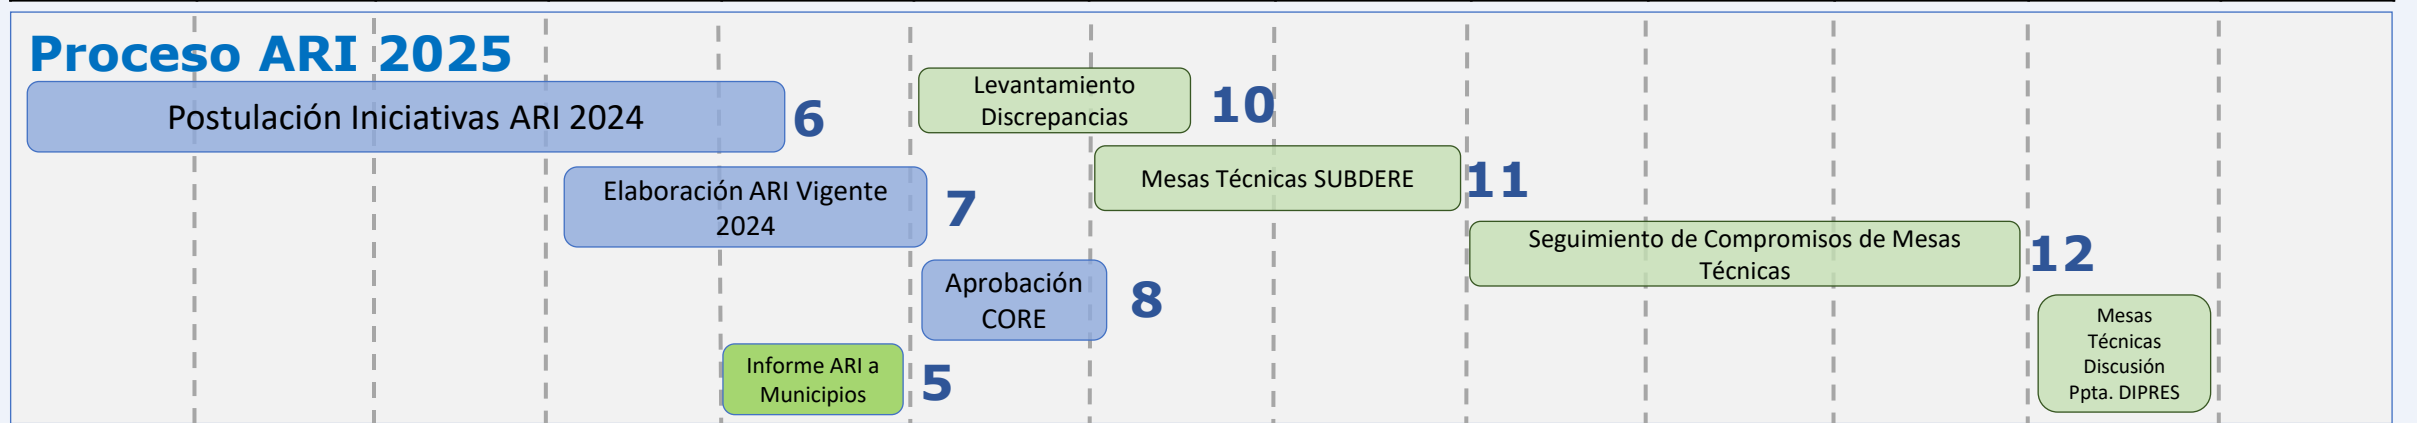 Proceso ARI 2025
Postulación Iniciativas ARI 2024
6
Levantamiento
Discrepancias
10
Mesas Técnicas SUBDERE
11
Elaboración ARI Vigente
2024
7
Seguimiento de Compromisos de Mesas
Técnicas
12
Aprobación
CORE
8
Mesas
Técnicas
Discusión
Ppta. DIPRES
Informe ARI a
Municipios
5